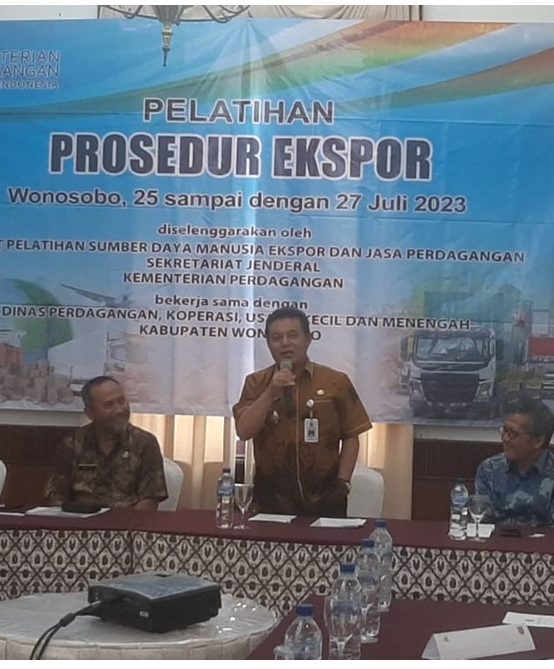 INDONESIA
PELATIHAN
PROSEDUR EKSPOR
Wonosobo, 25 sampai dengan 27 Juli 2023
diselenggarakan oleh
PELATIHAN SUMBER DAYA MANUSIA EKSPOR DAN JASA PERDAGANGAN
SEKRETARIAT JENDERAL
KEMENTERIAN PERDAGANGAN
bekerja sama dengan
DINAS PERDAGANGAN, KOPERASI, KECIL DAN MENENGAH
KABUPATEN